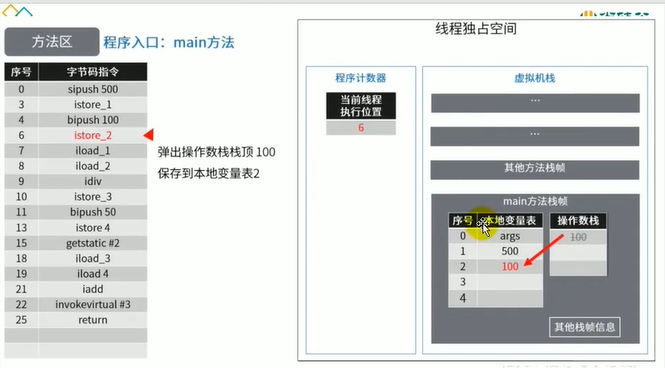 方法区 程序入口：main方法
序号 字节码指令
0 sipush 500
3 istore_1
4 bipush 100
6 istore_2
7 iload_1
8 iload_2
9 idiv
10 istore_3
11 bipush 50
13 istore 4
15 getstatic #2
18 iload_3
19 iload 4
21 iadd
22 invokevirtual #3
25 return
弹出操作数栈栈顶 100
保存到本地变量表2
线程独占空间
程序计数器
当前线程
执行位置
6
虚拟机栈
...
...
其他方法栈帧
main方法栈帧
序号 本地变量表 操作数栈
0 args 100
1 500
2 100
3
4
其他栈帧信息